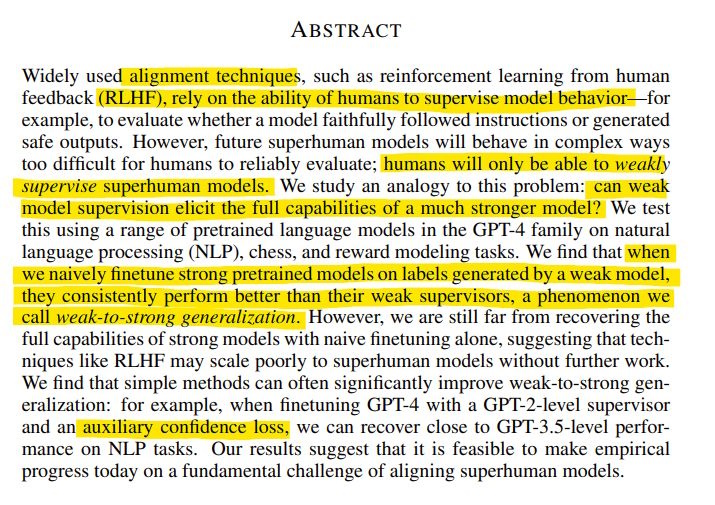 ABSTRACT
Widely used alignment techniques, such as reinforcement learning from human
feedback (RLHF), rely on the ability of humans to supervise model behavior—for
example, to evaluate whether a model faithfully followed instructions or generated
safe outputs. However, future superhuman models will behave in complex ways
too difficult for humans to reliably evaluate; humans will only be able to weakly
supervise superhuman models. We study an analogy to this problem: can weak
model supervision elicit the full capabilities of a much stronger model? We test
this using a range of pretrained language models in the GPT-4 family on natural
language processing (NLP), chess, and reward modeling tasks. We find that when
we naively finetune strong pretrained models on labels generated by a weak model,
they consistently perform better than their weak supervisors, a phenomenon we
call weak-to-strong generalization. However, we are still far from recovering the
full capabilities of strong models with naive finetuning alone, suggesting that tech-
niques like RLHF may scale poorly to superhuman models without further work.
We find that simple methods can often significantly improve weak-to-strong gen-
eralization: for example, when finetuning GPT-4 with a GPT-2-level supervisor
and an auxiliary confidence loss, we can recover close to GPT-3.5-level perfor-
mance on NLP tasks. Our results suggest that it is feasible to make empirical
progress today on a fundamental challenge of aligning superhuman models.